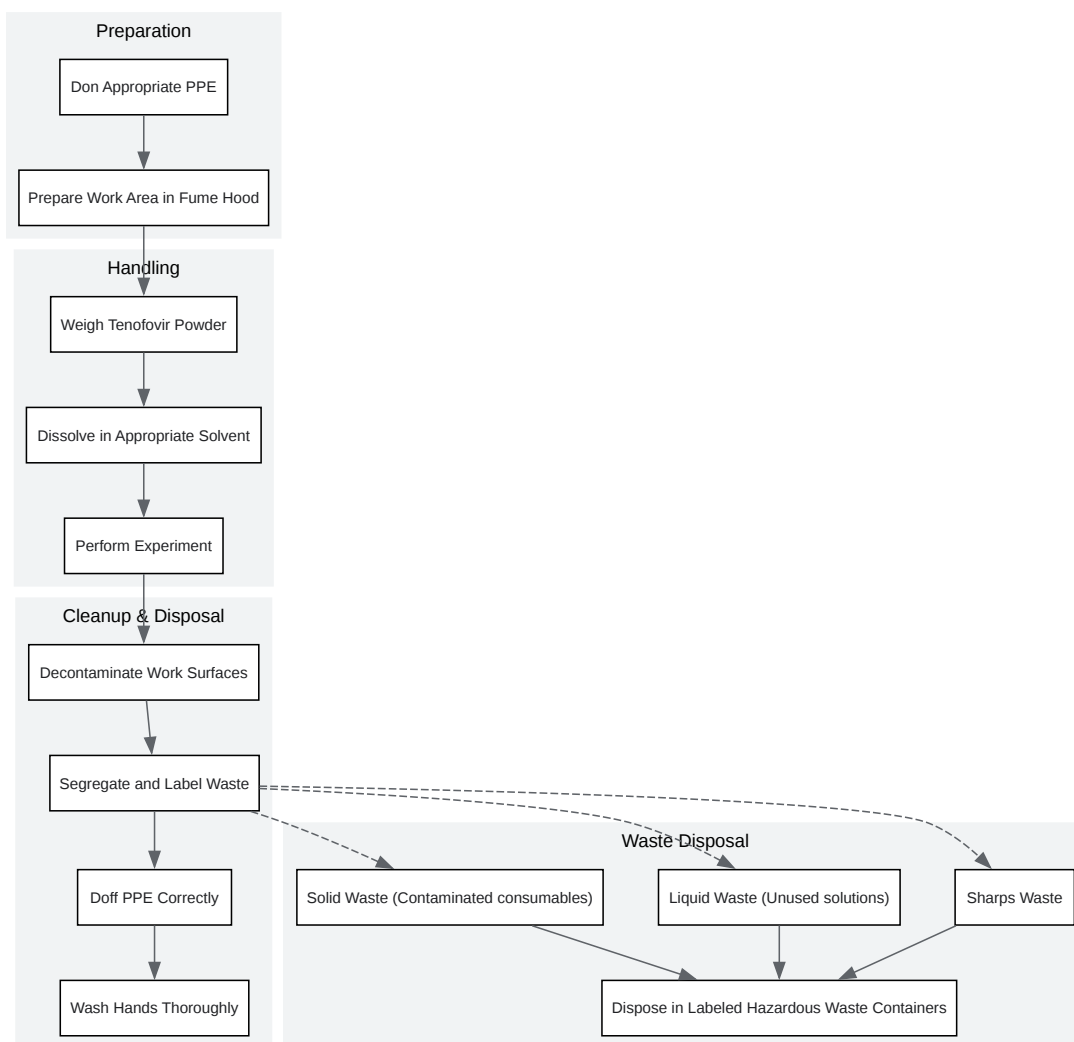 Preparation
Don Appropriate PPE
Prepare Work Area in Fume Hood
Handling
Weigh Tenofovir Powder
Dissolve in Appropriate Solvent
Perform Experiment
Cleanup & Disposal
Decontaminate Work Surfaces
Segregate and Label Waste
Doff PPE Correctly
Wash Hands Thoroughly
Waste Disposal
Solid Waste (Contaminated consumables)
Liquid Waste (Unused solutions)
Sharps Waste
Dispose in Labeled Hazardous Waste Containers